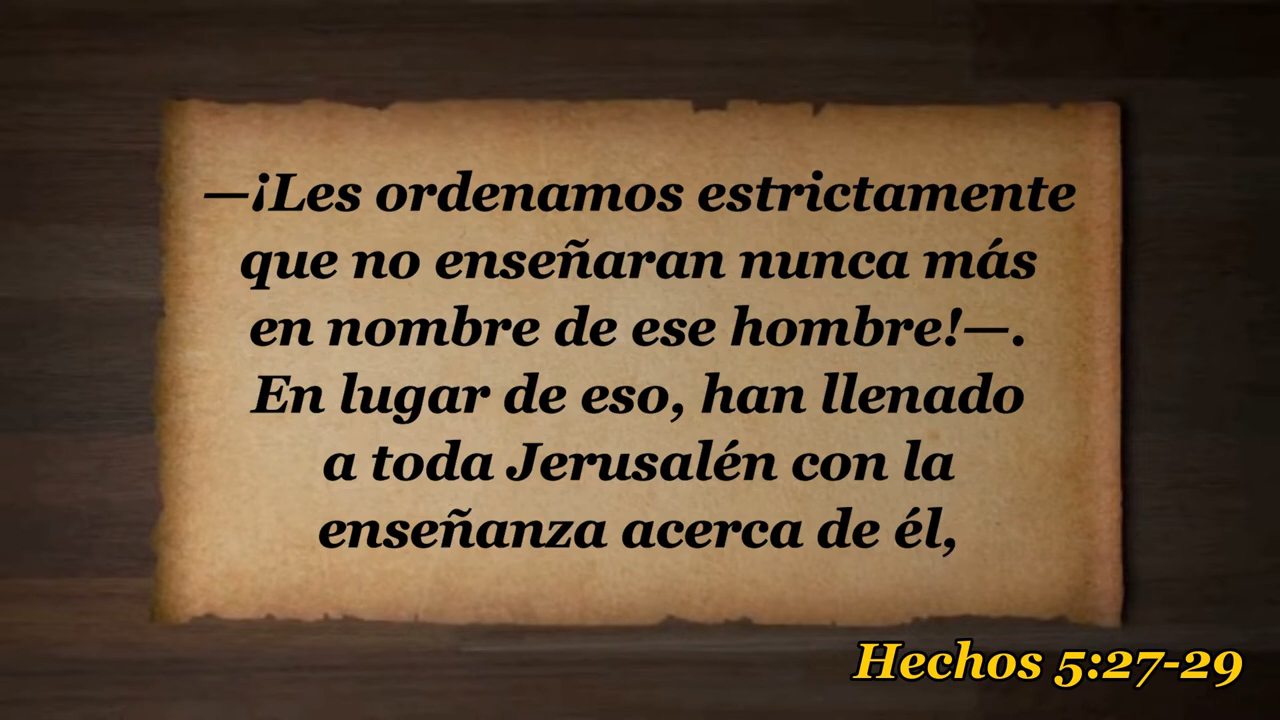 —¡Les ordenamos estrictamente
que no enseñaran nunca más
en nombre de ese hombre!—.
En lugar de eso, han llenado
a toda Jerusalén con la
enseñanza acerca de él,
Hechos 5:27-29